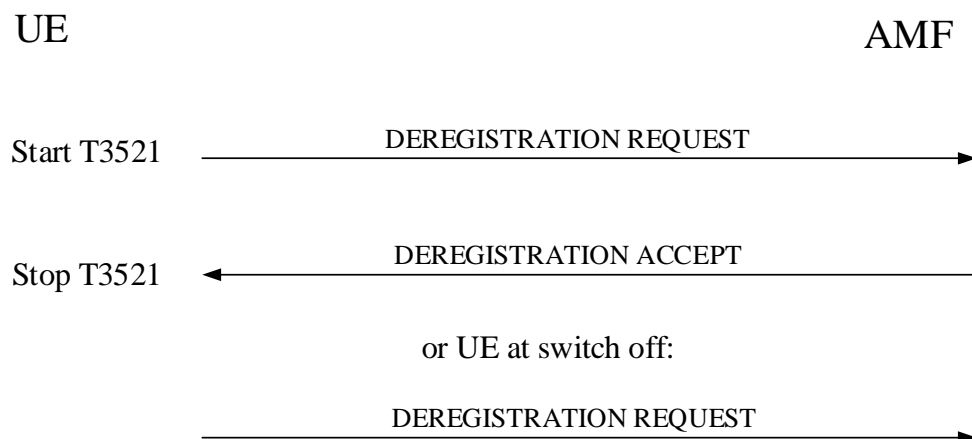 UE
AMF
Start T3521
DEREGISTRATION REQUEST
Stop T3521
DEREGISTRATION ACCEPT
or UE at switch off:
DEREGISTRATION REQUEST